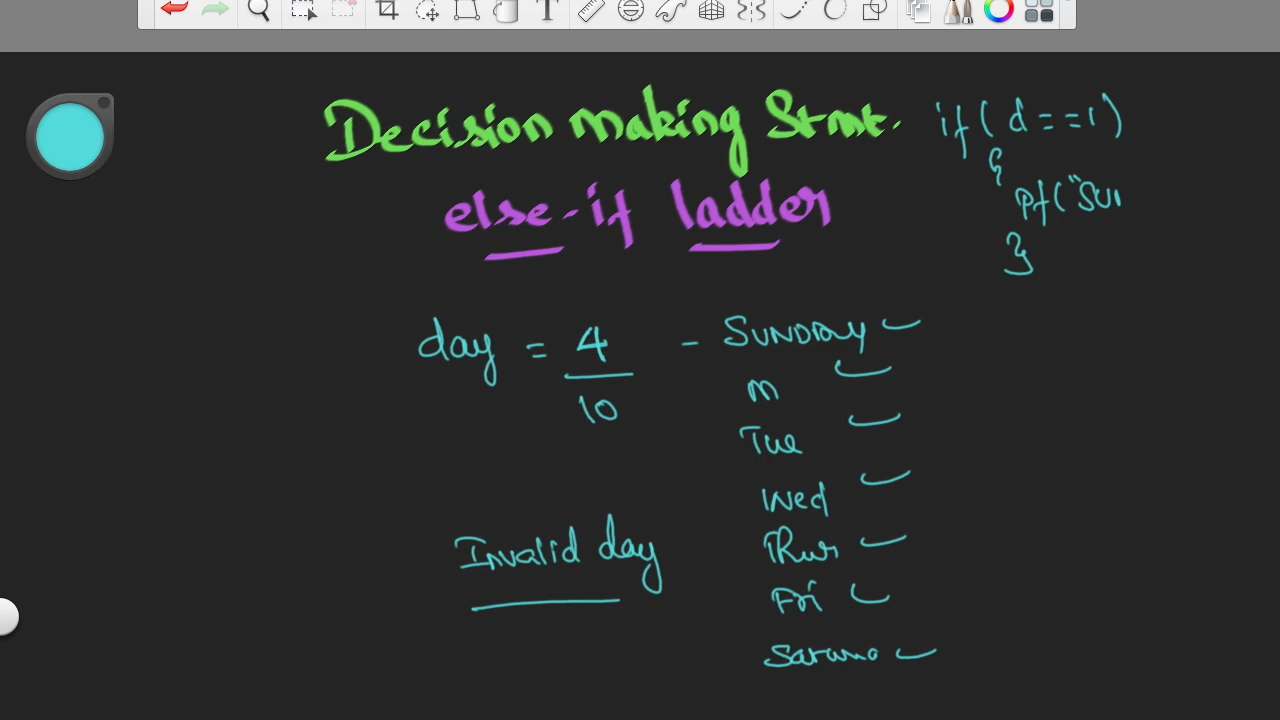 Decision making Stmt.
else-if ladder
if( d==1)
{
pf("SUN
}
day = 4 - SUNDAY
10
M
Tue
Wed
Thur
Fri
Invalid day